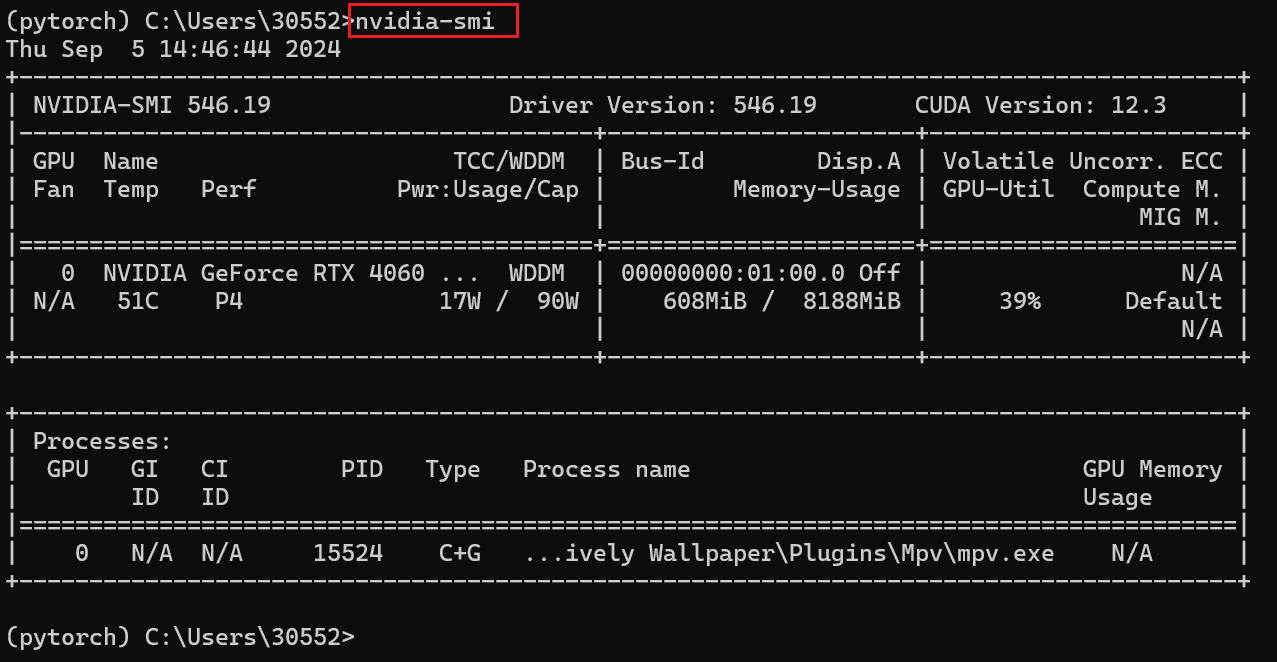 (pytorch) C:\Users\30552>nvidia-smi
Thu Sep  5 14:46:44 2024
+---------------------------------------------------------------------------------------+
| NVIDIA-SMI 546.19                 Driver Version: 546.19       CUDA Version: 12.3     |
|-----------------------------------------+----------------------+----------------------+
| GPU  Name                     TCC/WDDM  | Bus-Id        Disp.A | Volatile Uncorr. ECC |
| Fan  Temp   Perf          Pwr:Usage/Cap |         Memory-Usage | GPU-Util  Compute M. |
|                                         |                      |               MIG M. |
|=========================================+======================+======================|
|   0  NVIDIA GeForce RTX 4060 ...  WDDM  | 00000000:01:00.0 Off |                  N/A |
| N/A   51C    P4              17W /  90W |    608MiB /  8188MiB |     39%      Default |
|                                         |                      |                  N/A |
+-----------------------------------------+----------------------+----------------------+

+---------------------------------------------------------------------------------------+
| Processes:                                                                            |
|  GPU   GI   CI        PID   Type   Process name                            GPU Memory |
|        ID   ID                                                             Usage      |
|=======================================================================================|
|    0   N/A  N/A     15524    C+G   ...ively Wallpaper\Plugins\Mpv\mpv.exe    N/A      |
+---------------------------------------------------------------------------------------+

(pytorch) C:\Users\30552>